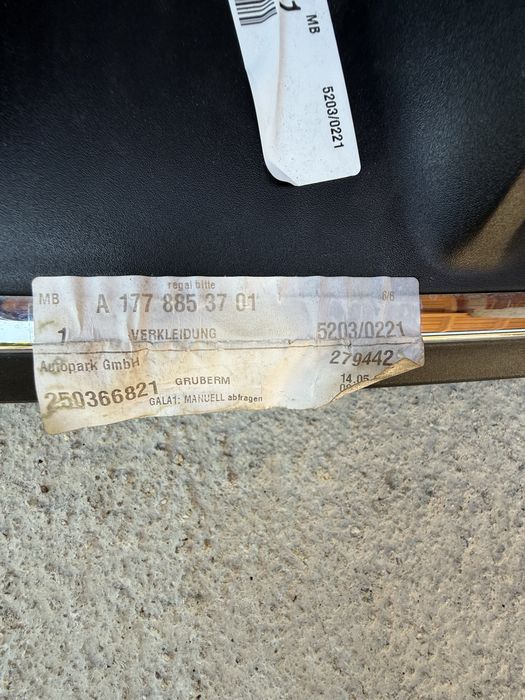 MB
5203/0221
regal bitte
MB A 177 885 37 01 6/6
1 VERKLEIDUNG 5203/0221
Autopark GmbH 279442
250366821 GRUBERM 14.05
GALA1: MANUELL abfragen